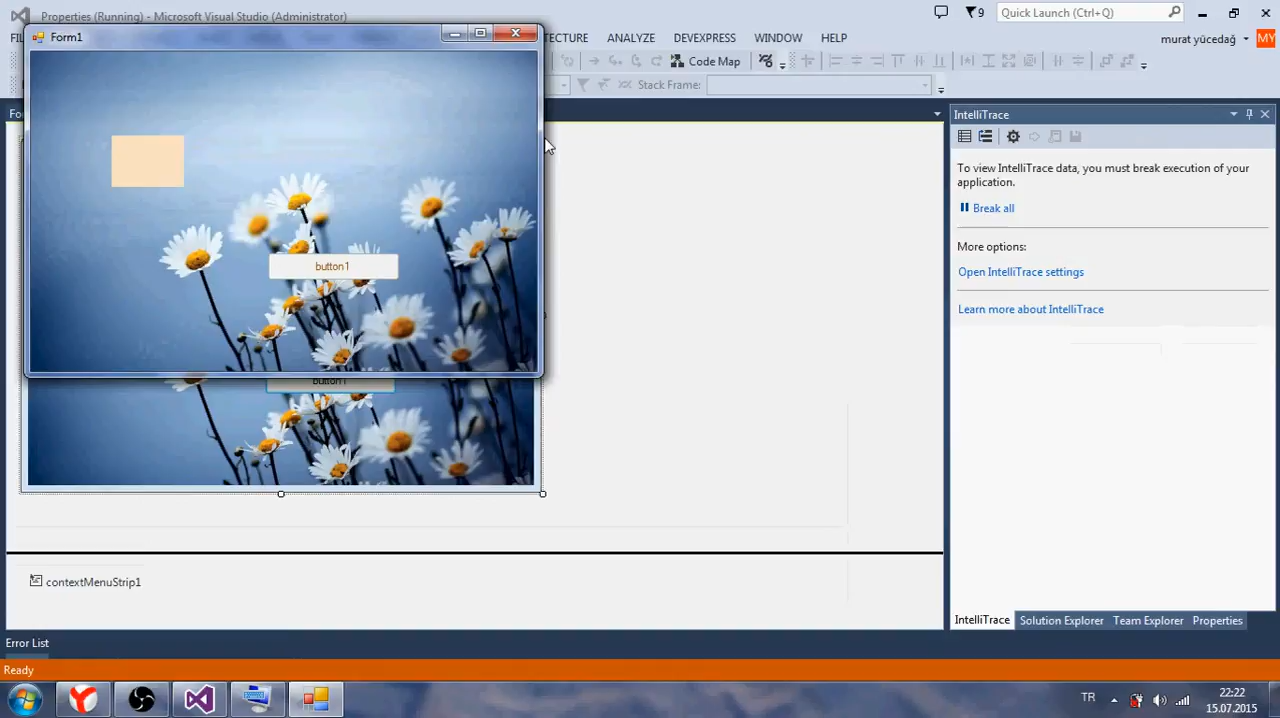 Properties (Running) - Microsoft Visual Studio (Administrator)
9
Quick Launch (Ctrl+Q)
Form1
ANALYZE DEVEXPRESS WINDOW HELP
murat yücedağ
MY
Code Map
Stack Frame:
IntelliTrace
To view IntelliTrace data, you must break execution of your
application.
Break all
More options:
Open IntelliTrace settings
Learn more about IntelliTrace
button1
button1
contextMenuStrip1
IntelliTrace Solution Explorer Team Explorer Properties
Error List
Ready
TR
22:22
15.07.2015